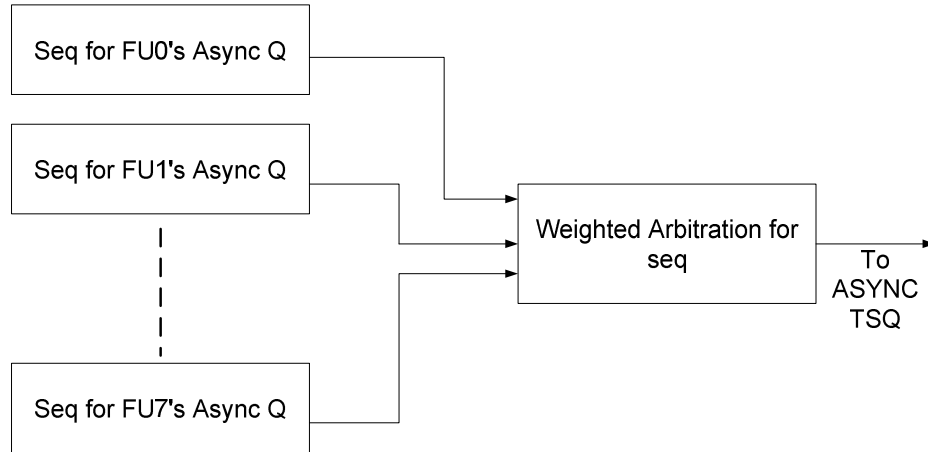 Seq for FU0's Async Q
Seq for FU1's Async Q
Seq for FU7's Async Q
Weighted Arbitration for
seq
To
ASYNC
TSQ